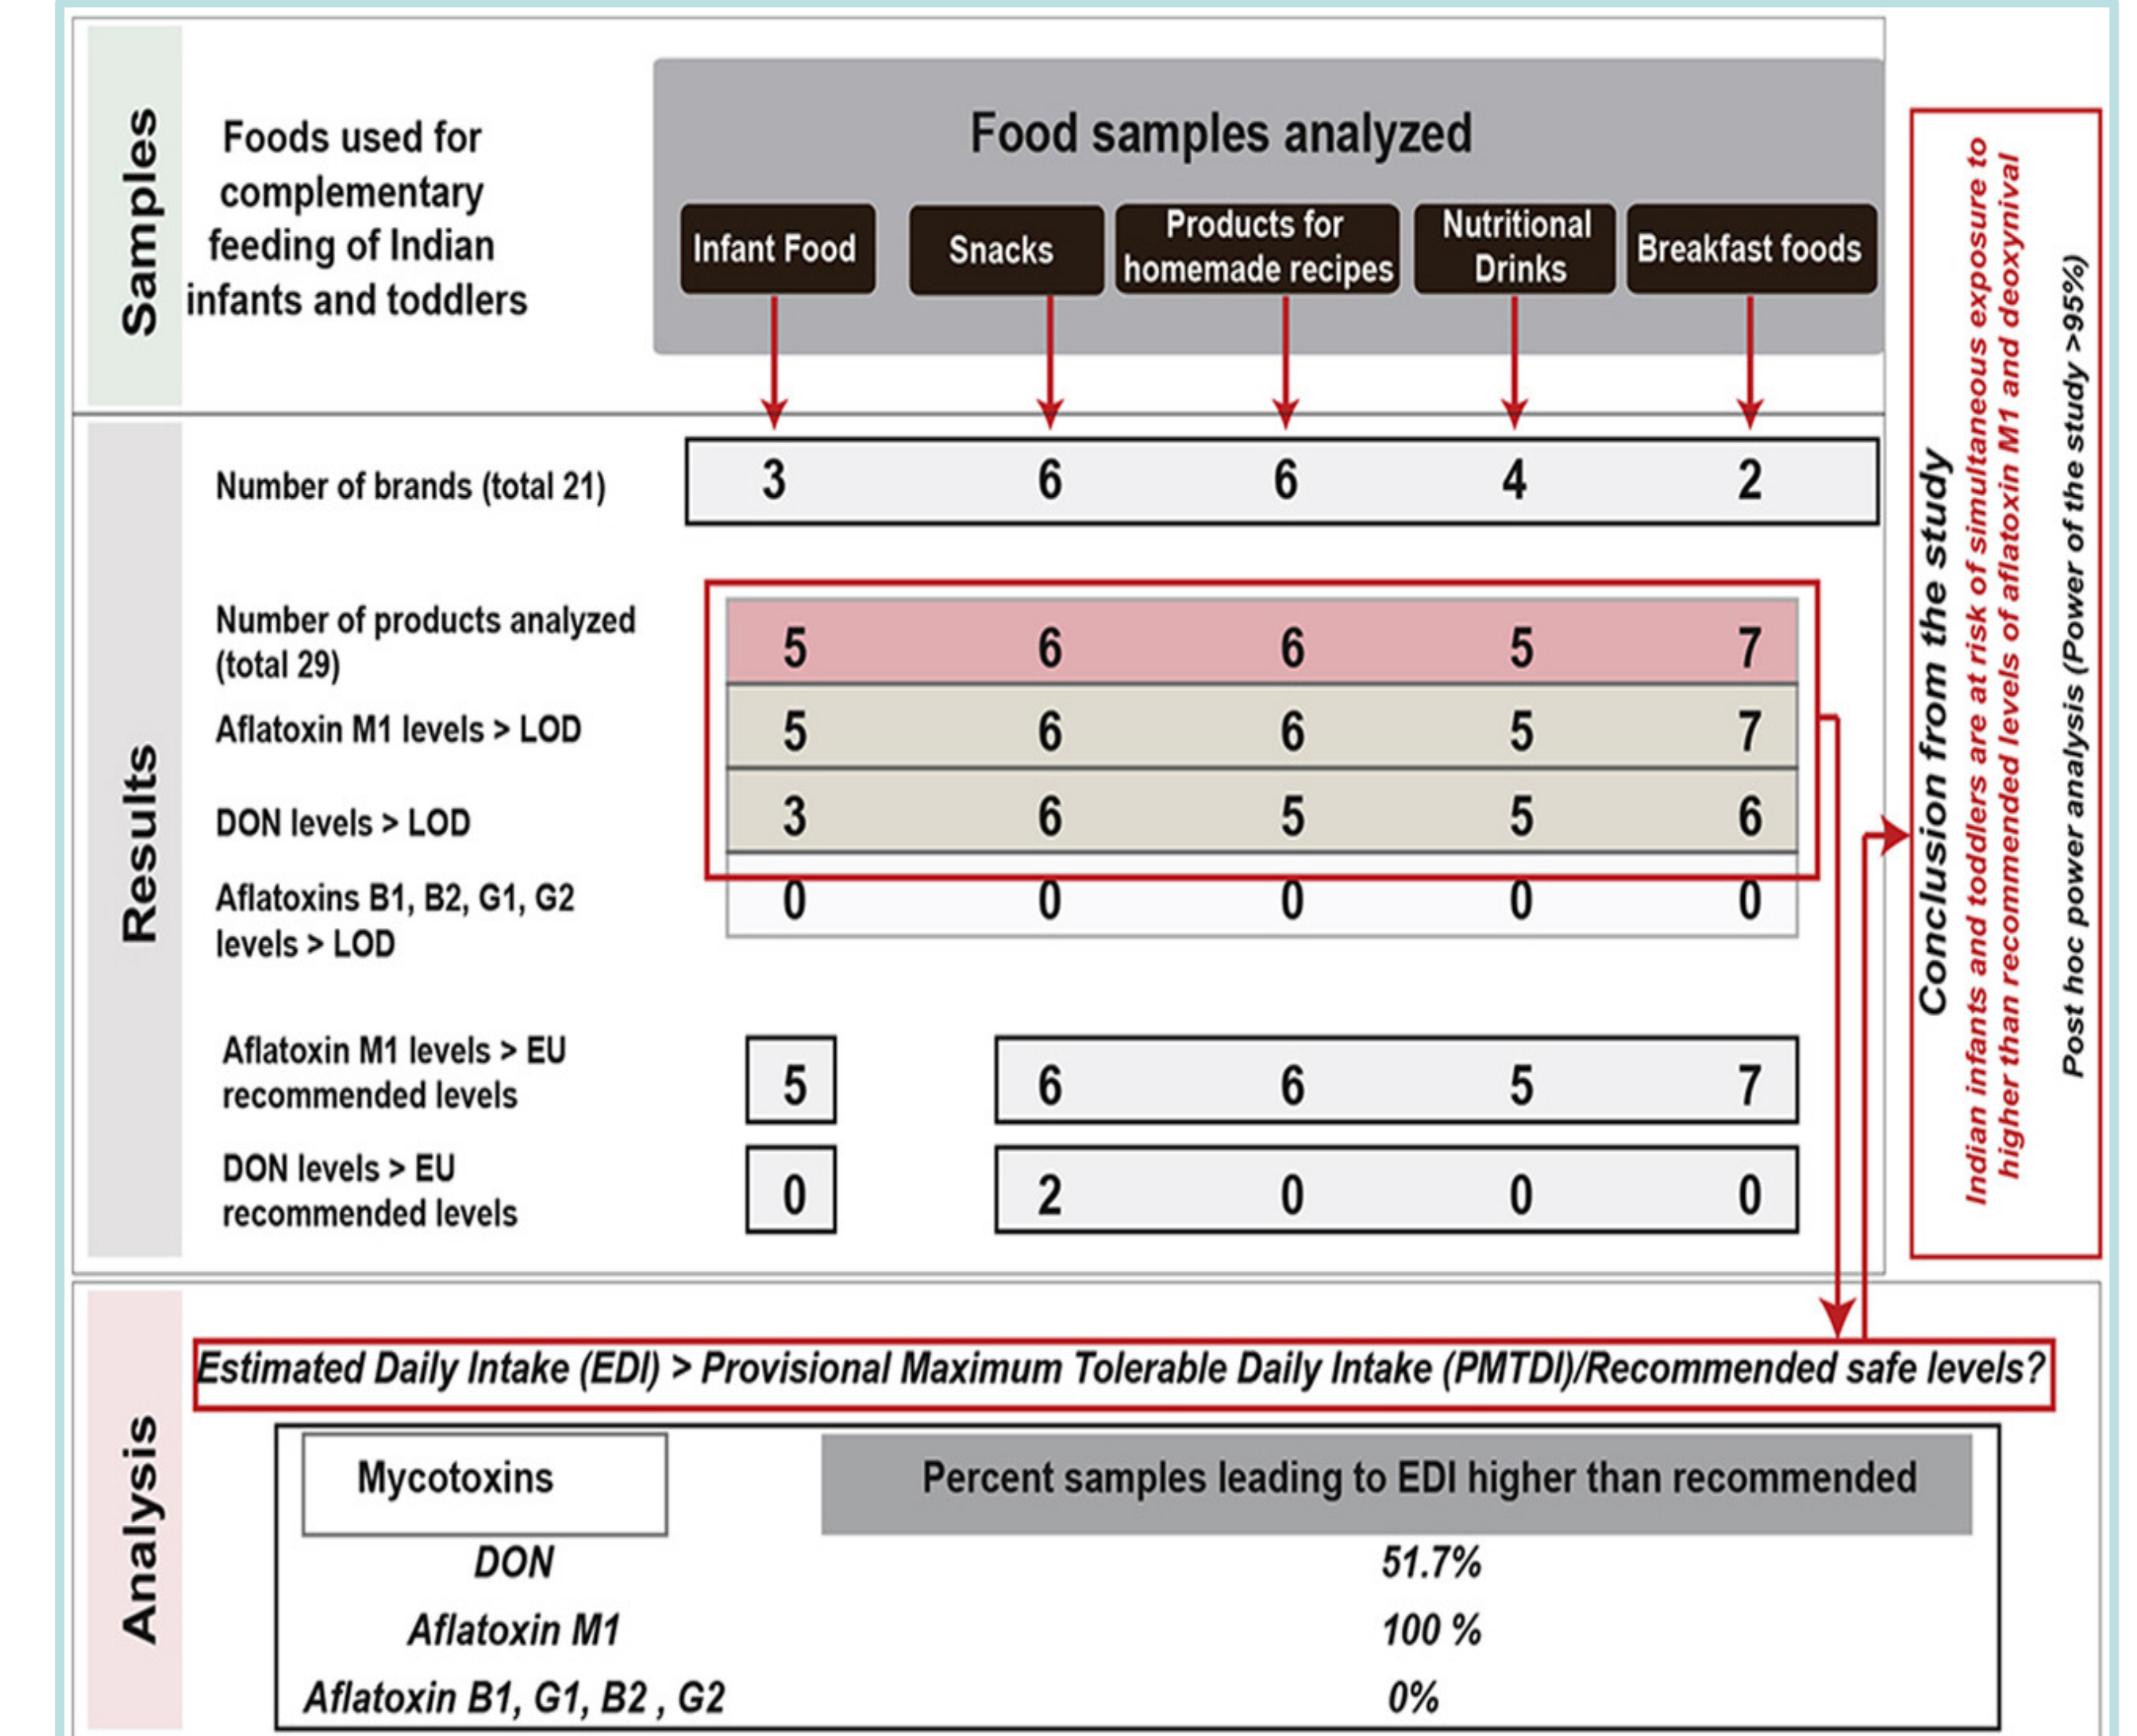 Samples
Foods used for
complementary
feeding of Indian
infants and toddlers
Food samples analyzed
Infant Food
Snacks
Products for
homemade recipes
Nutritional
Drinks
Breakfast foods
Results
Number of brands (total 21)
3 6 6 4 2
Number of products analyzed
(total 29)
5 6 6 5 7
Aflatoxin M1 levels > LOD
5 6 6 5 7
DON levels > LOD
3 6 5 5 6
Aflatoxins B1, B2, G1, G2
levels > LOD
0 0 0 0 0
Aflatoxin M1 levels > EU
recommended levels
5 6 6 5 7
DON levels > EU
recommended levels
0 2 0 0 0
Conclusion from the study
Indian infants and toddlers are at risk of simultaneous exposure to
higher than recommended levels of aflatoxin M1 and deoxynival
Post hoc power analysis (Power of the study >95%)
Analysis
Estimated Daily Intake (EDI) > Provisional Maximum Tolerable Daily Intake (PMTDI)/Recommended safe levels?
Mycotoxins
Percent samples leading to EDI higher than recommended
DON 51.7%
Aflatoxin M1 100 %
Aflatoxin B1, G1, B2 , G2 0%